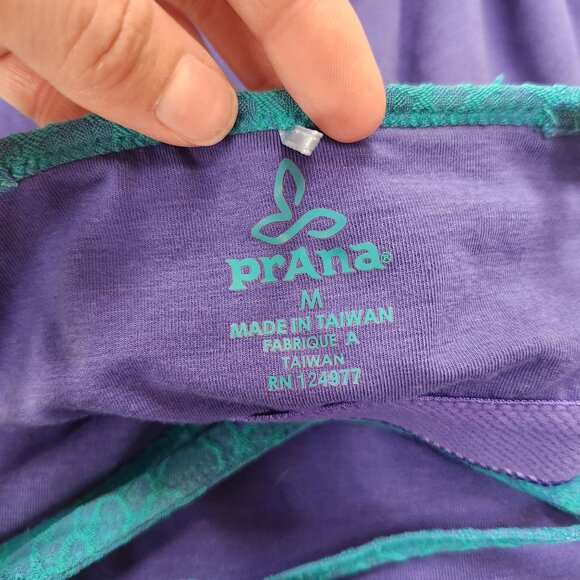 prAna®
M
MADE IN TAIWAN
FABRIQUE A
TAIWAN
RN 124977